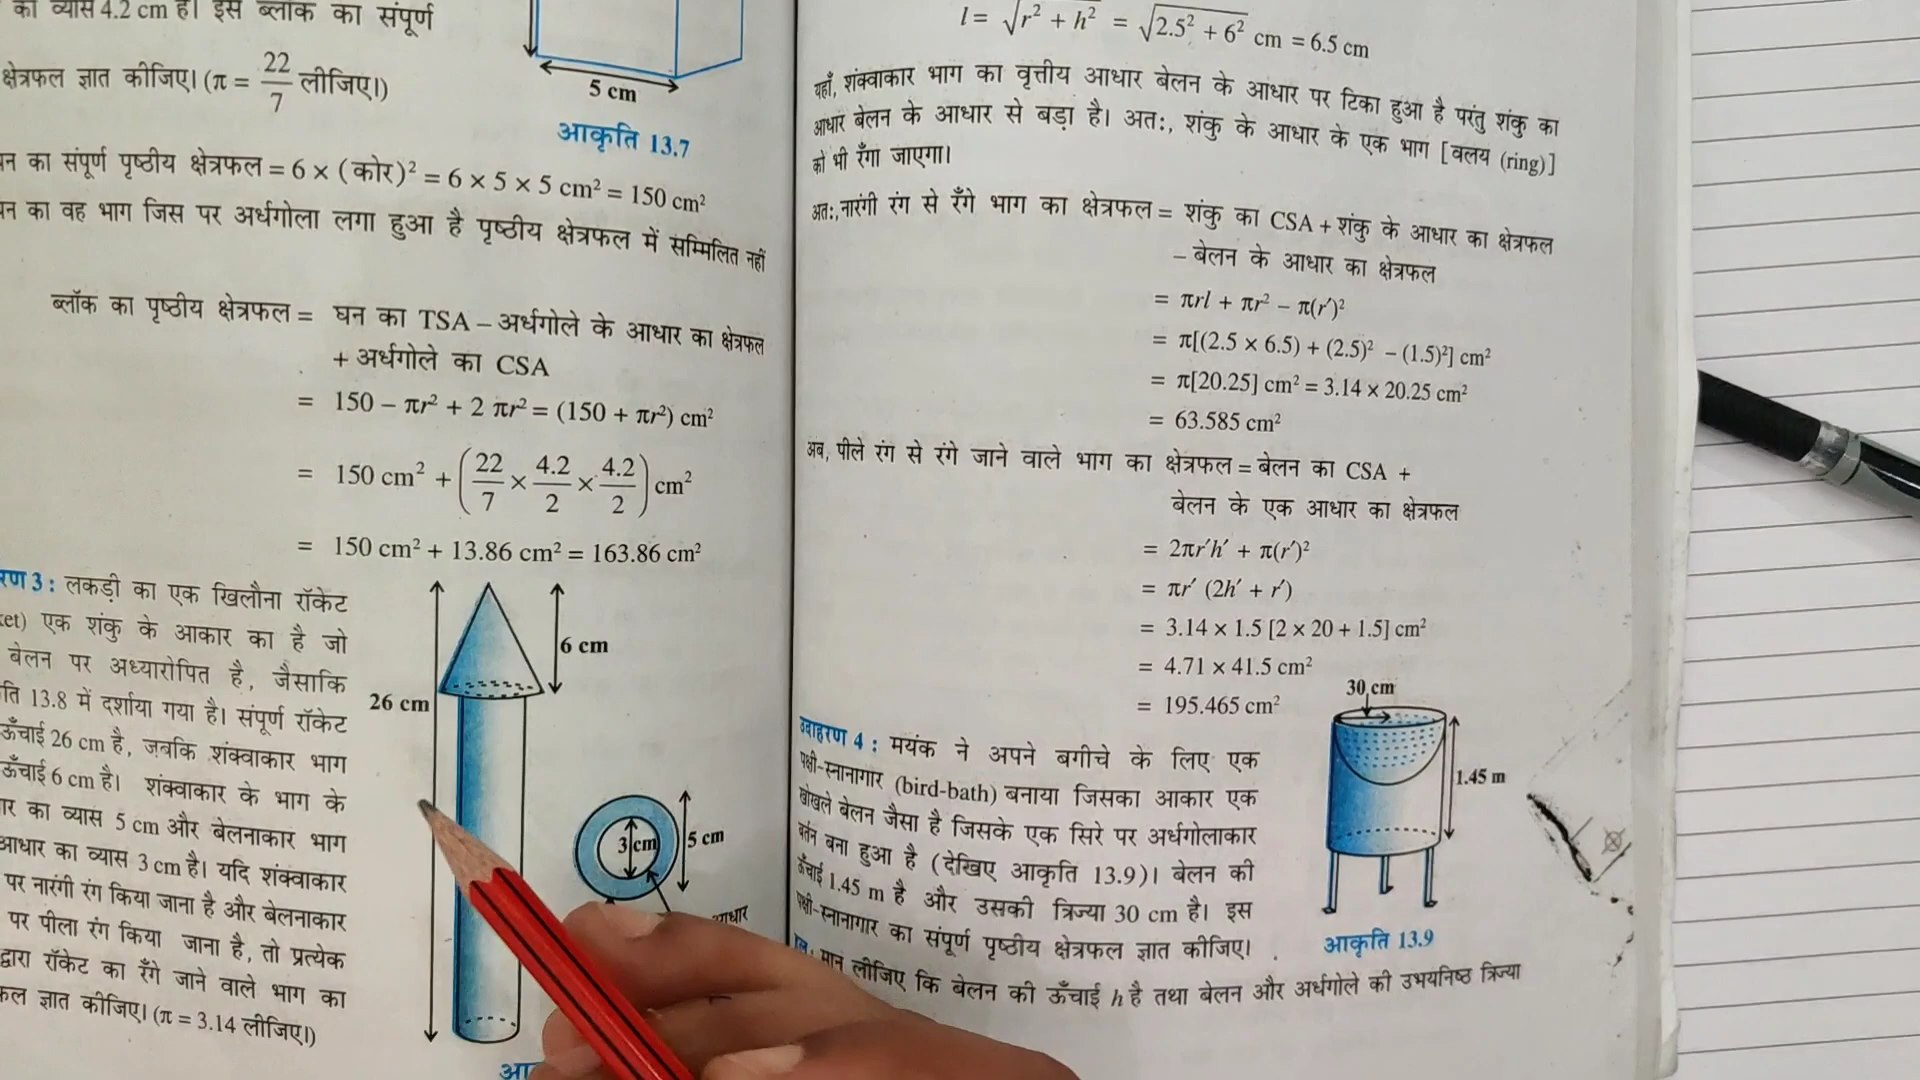 का व्यास 4.2 cm है। इस ब्लॉक का संपूर्ण
क्षेत्रफल ज्ञात कीजिए। (π = 22/7 लीजिए।)
5 cm
आकृति 13.7
का संपूर्ण पृष्ठीय क्षेत्रफल = 6 × (कोर)² = 6 × 5 × 5 cm² = 150 cm²
का वह भाग जिस पर अर्धगोला लगा हुआ है पृष्ठीय क्षेत्रफल में सम्मिलित नहीं
ब्लॉक का पृष्ठीय क्षेत्रफल = घन का TSA – अर्धगोले के आधार का क्षेत्रफल
+ अर्धगोले का CSA
= 150 – πr² + 2 πr² = (150 + πr²) cm²
= 150 cm² + (22/7 × 4.2/2 × 4.2/2) cm²
= 150 cm² + 13.86 cm² = 163.86 cm²
3 : लकड़ी का एक खिलौना रॉकेट
एक शंकु के आकार का है जो
बेलन पर अध्यारोपित है, जैसाकि
13.8 में दर्शाया गया है। संपूर्ण रॉकेट
ऊँचाई 26 cm है, जबकि शंक्वाकार भाग
ऊँचाई 6 cm है। शंक्वाकार के भाग के
का व्यास 5 cm और बेलनाकार भाग
आधार का व्यास 3 cm है। यदि शंक्वाकार
पर नारंगी रंग किया जाना है और बेलनाकार
पर पीला रंग किया जाना है, तो प्रत्येक
द्वारा रॉकेट का रँगे जाने वाले भाग का
ज्ञात कीजिए। (π = 3.14 लीजिए।)
6 cm
26 cm
3 cm
5 cm
l = √r² + h² = √2.5² + 6² cm = 6.5 cm
यहाँ, शंक्वाकार भाग का वृत्तीय आधार बेलन के आधार पर टिका हुआ है परंतु शंकु का
आधार बेलन के आधार से बड़ा है। अत:, शंकु के आधार के एक भाग [वलय (ring)]
को भी रँगा जाएगा।
अत:, नारंगी रंग से रँगे भाग का क्षेत्रफल = शंकु का CSA + शंकु के आधार का क्षेत्रफल
– बेलन के आधार का क्षेत्रफल
= πrl + πr² – π(r′)²
= π[(2.5 × 6.5) + (2.5)² – (1.5)²] cm²
= π[20.25] cm² = 3.14 × 20.25 cm²
= 63.585 cm²
अब, पीले रंग से रंगे जाने वाले भाग का क्षेत्रफल = बेलन का CSA +
बेलन के एक आधार का क्षेत्रफल
= 2πr′h′ + π(r′)²
= πr′ (2h′ + r′)
= 3.14 × 1.5 [2 × 20 + 1.5] cm²
= 4.71 × 41.5 cm²
= 195.465 cm²
उदाहरण 4 : मयंक ने अपने बगीचे के लिए एक
पक्षी-स्नानागार (bird-bath) बनाया जिसका आकार एक
खोखले बेलन जैसा है जिसके एक सिरे पर अर्धगोलाकार
बर्तन बना हुआ है (देखिए आकृति 13.9)। बेलन की
ऊँचाई 1.45 m है और उसकी त्रिज्या 30 cm है। इस
पक्षी-स्नानागार का संपूर्ण पृष्ठीय क्षेत्रफल ज्ञात कीजिए।
30 cm
1.45 m
आकृति 13.9
मान लीजिए कि बेलन की ऊँचाई h है तथा बेलन और अर्धगोले की उभयनिष्ठ त्रिज्या